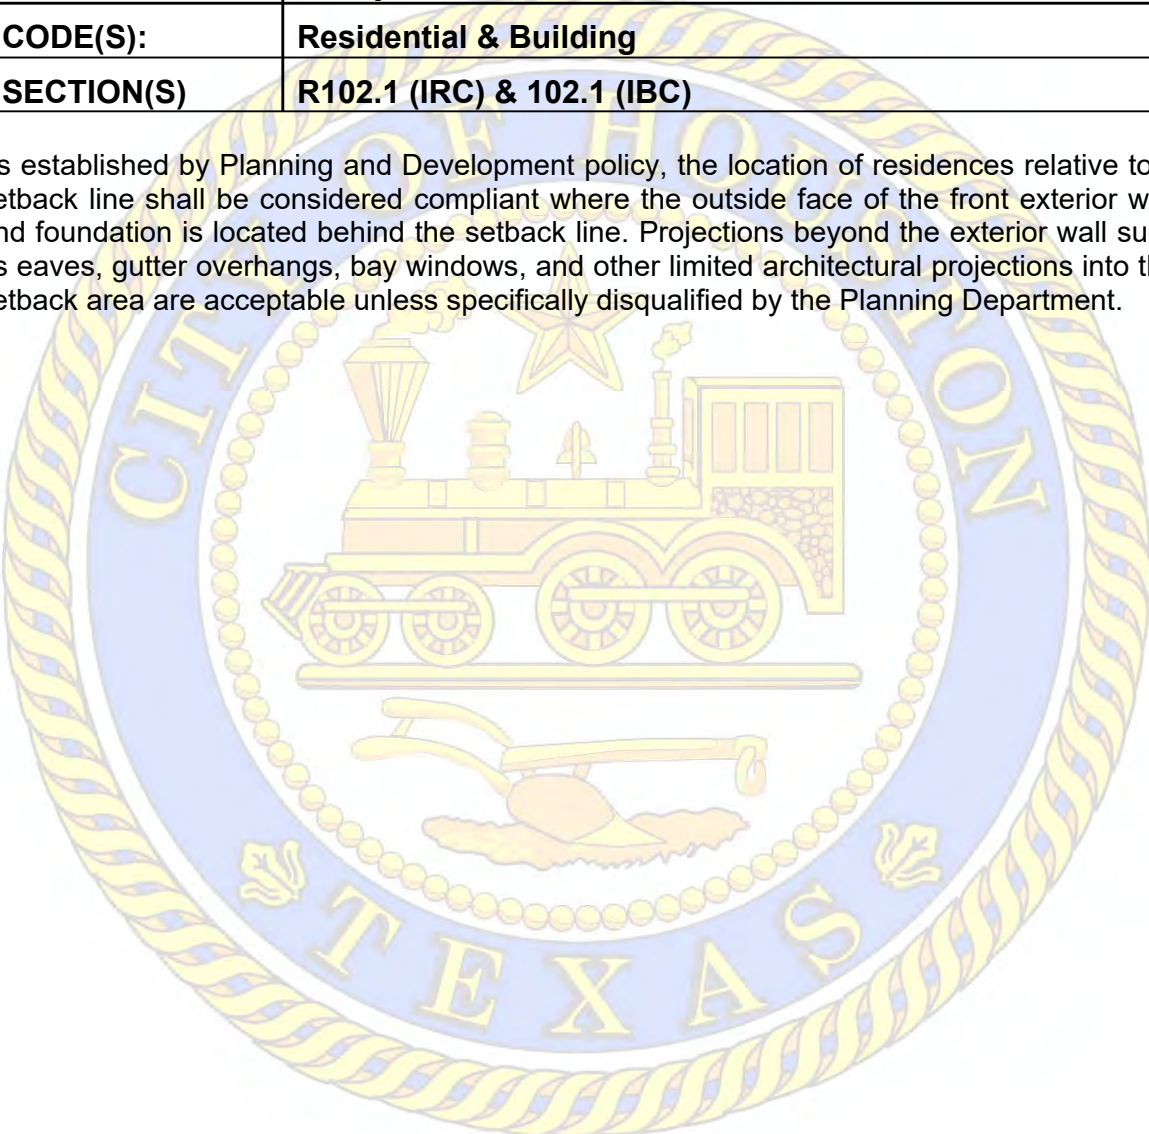 CODE(S): Residential & Building
SECTION(S) R102.1 (IRC) & 102.1 (IBC)
s established by Planning and Development policy, the location of residences relative to
etback line shall be considered compliant where the outside face of the front exterior w
nd foundation is located behind the setback line. Projections beyond the exterior wall su
s eaves, gutter overhangs, bay windows, and other limited architectural projections into th
etback area are acceptable unless specifically disqualified by the Planning Department.
CITY OF HOUSTON
TEXAS